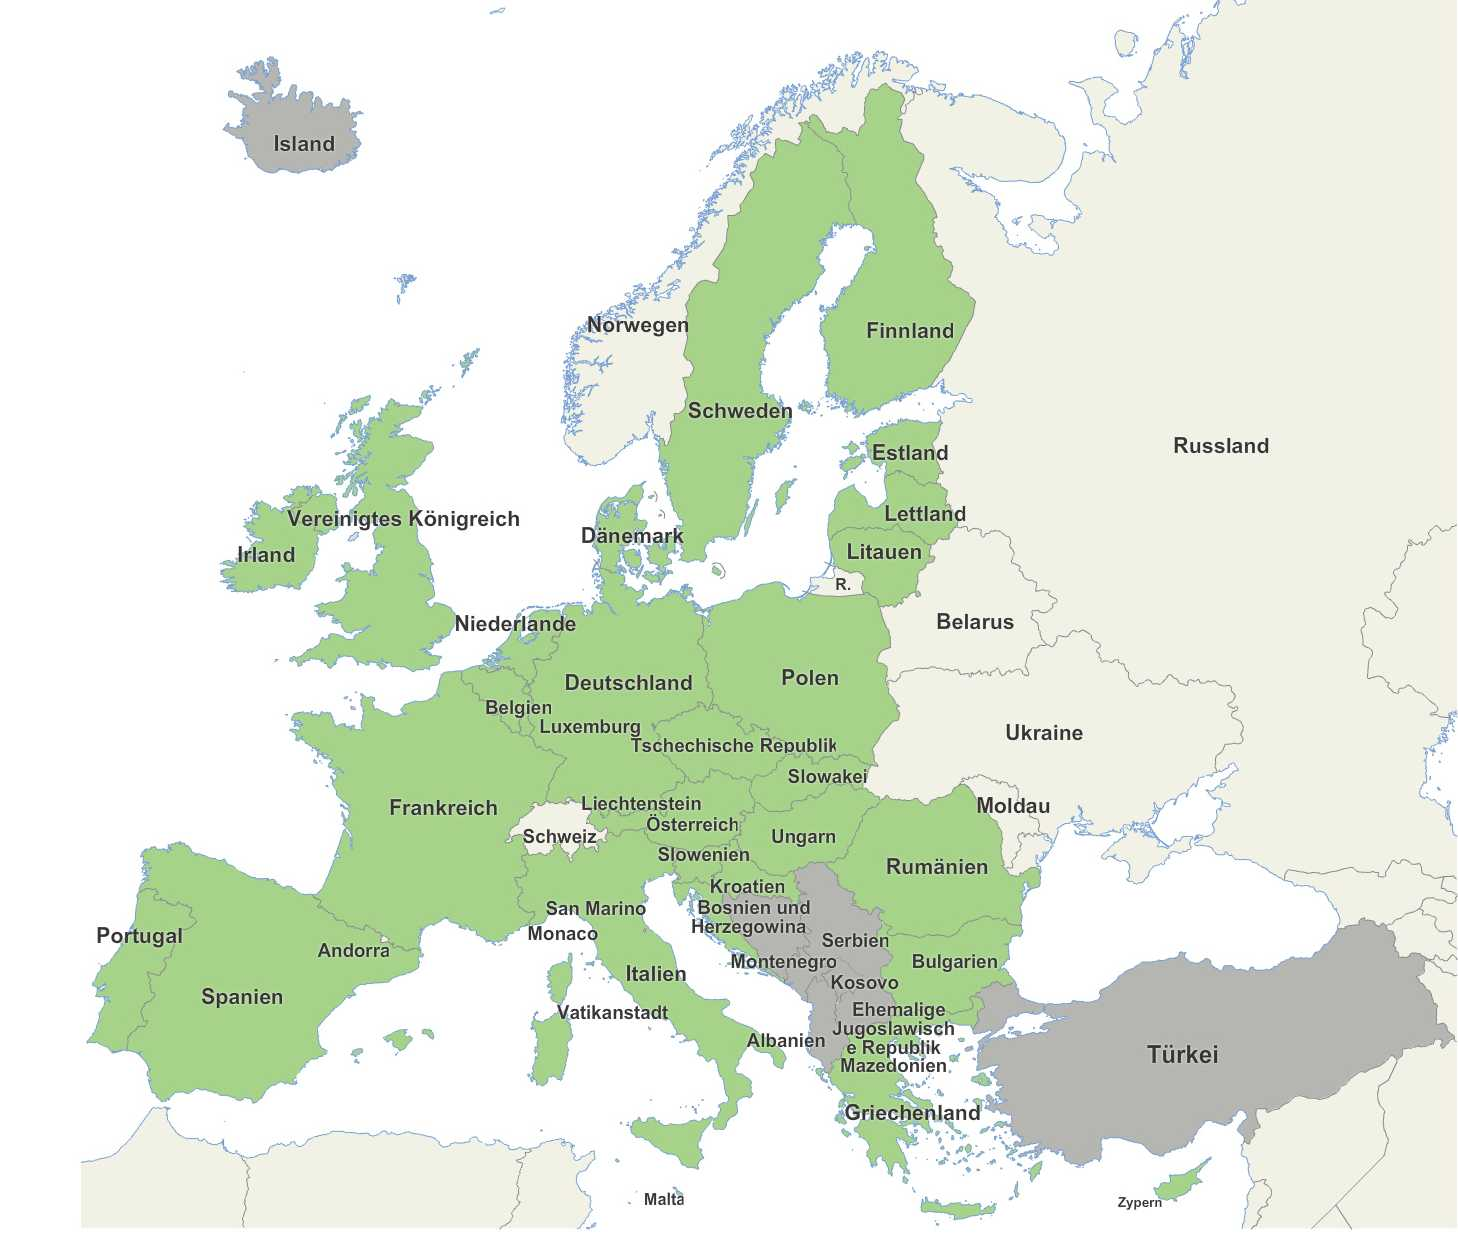 Island
Norwegen
Finnland
Schweden
Russland
Estland
Lettland
Vereinigtes Königreich
Dänemark
Irland
Litauen
R.
Niederlande
Belarus
Polen
Deutschland
Belgien
Luxemburg
Ukraine
Tschechische Republik
Slowakei
Liechtenstein
Moldau
Frankreich
Österreich
Schweiz
Ungarn
Slowenien
Rumänien
Kroatien
San Marino
Bosnien und
Herzegowina
Monaco
Portugal
Serbien
Andorra
Montenegro
Bulgarien
Italien
Kosovo
Spanien
Vatikanstadt
Ehemalige
Jugoslawisch
e Republik
Mazedonien
Albanien
Türkei
Griechenland
Malta
Zypern